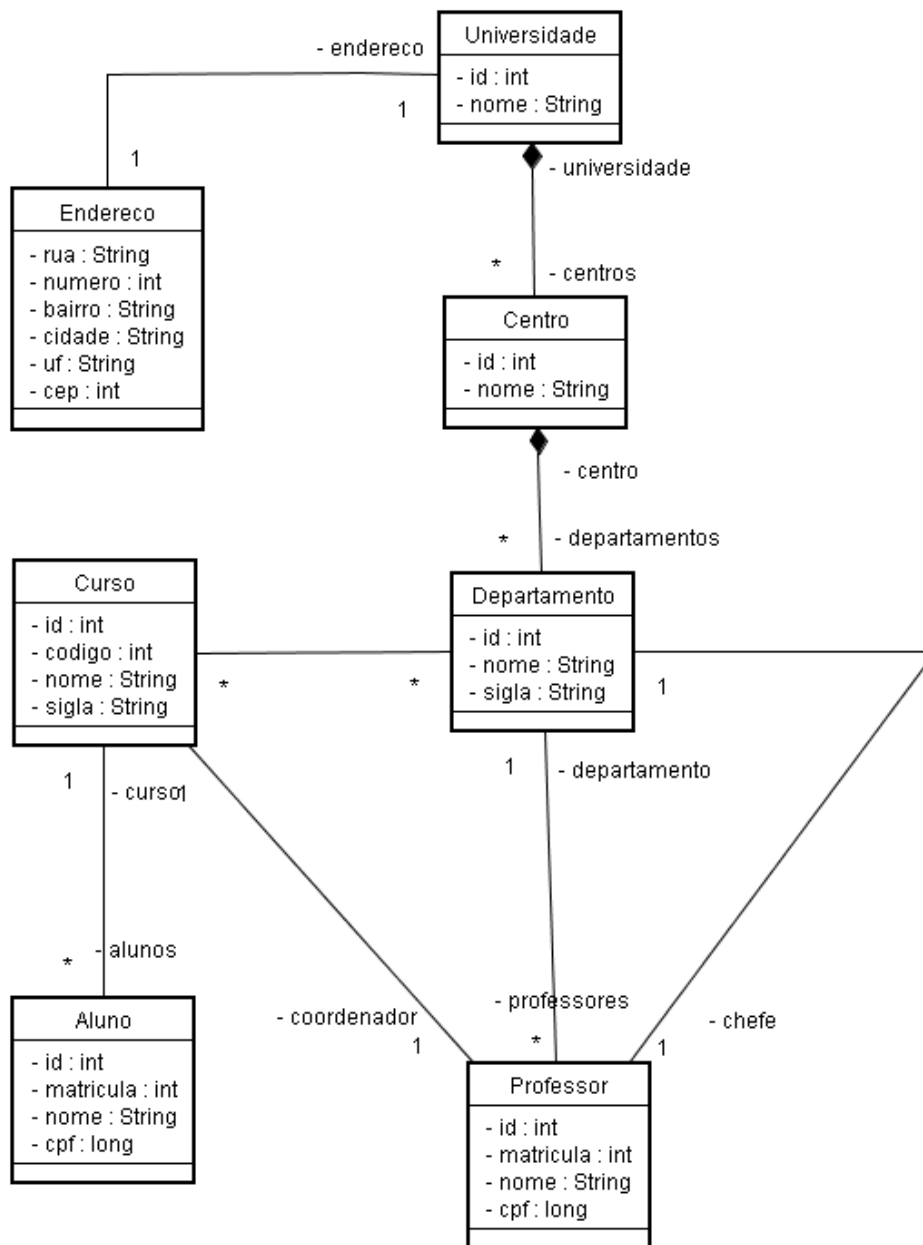 Universidade
- id : int
- nome : String
- endereco
1
1
- universidade
Endereco
- rua : String
- numero : int
- bairro : String
- cidade : String
- uf : String
- cep : int
*
- centros
Centro
- id : int
- nome : String
- centro
*
- departamentos
Curso
- id : int
- codigo : int
- nome : String
- sigla : String
*
*
Departamento
- id : int
- nome : String
- sigla : String
1
1
- curso
1
1
- departamento
*
- alunos
Aluno
- id : int
- matricula : int
- nome : String
- cpf : long
- coordenador
1
- professores
*
- chefe
1
Professor
- id : int
- matricula : int
- nome : String
- cpf : long